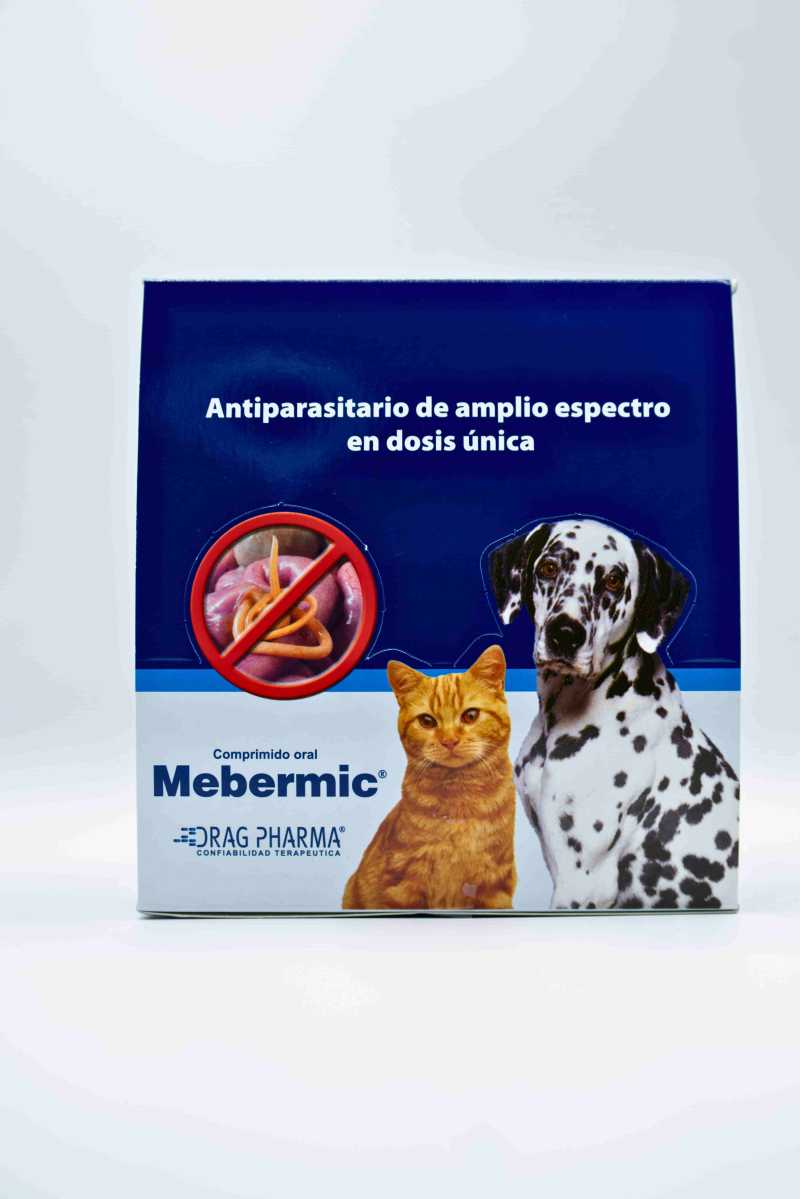 Antiparasitario de amplio espectro
en dosis única
Comprimido oral
Mebermic®
DRAG PHARMA®
CONFIABILIDAD TERAPEUTICA